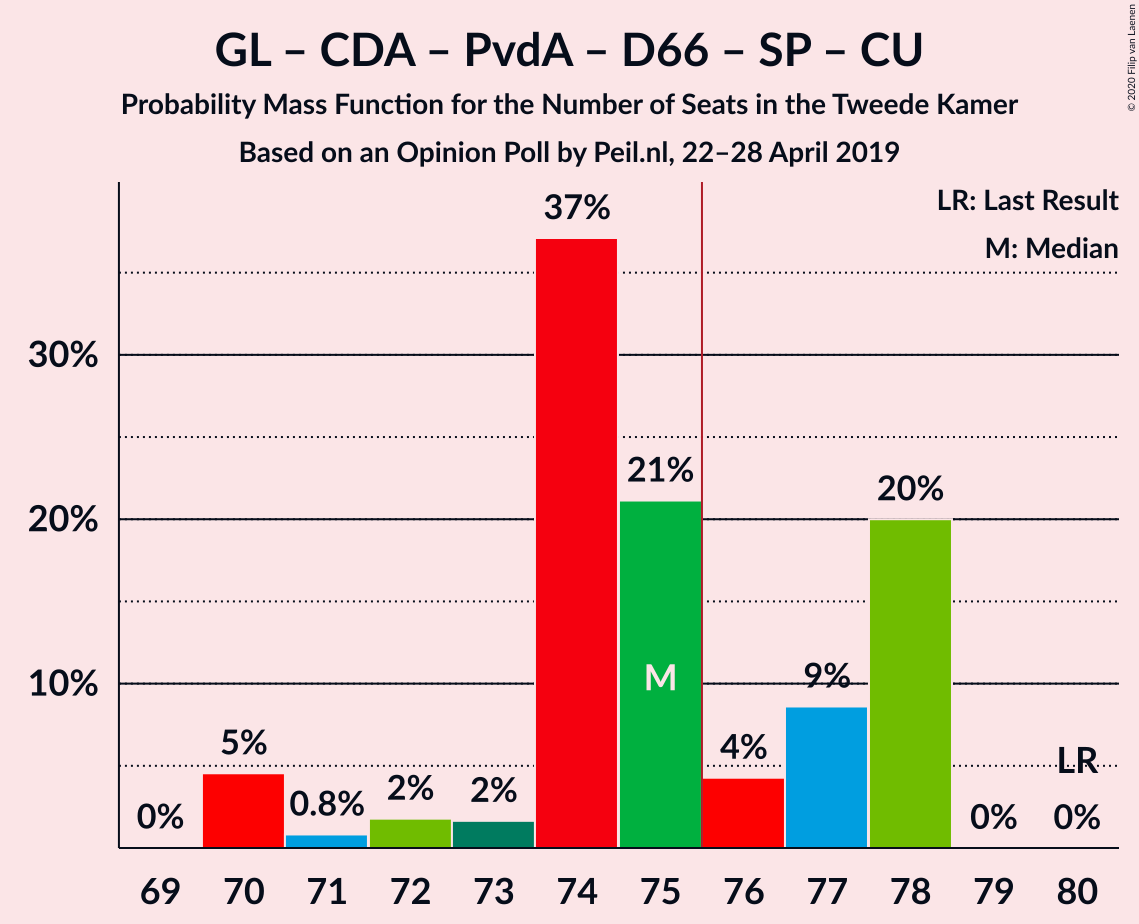 GL – CDA – PvdA – D66 – SP – CU
Probability Mass Function for the Number of Seats in the Tweede Kamer
Based on an Opinion Poll by Peil.nl, 22–28 April 2019
© 2020 Filip van Laenen
LR: Last Result
M: Median
37%
30%
21%
20%
20%
M
10%
9%
5%
4%
LR
0%
0.8%
2%
2%
0%
0%
69 70 71 72 73 74 75 76 77 78 79 80